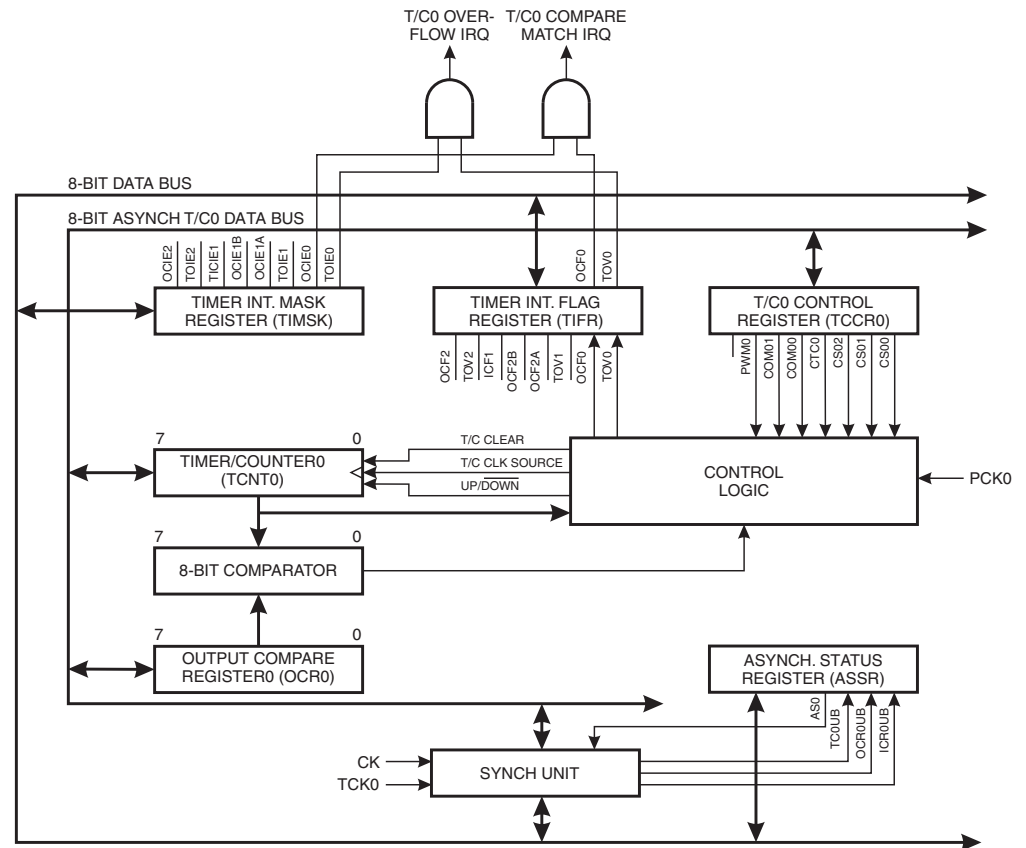 T/C0 OVER-
FLOW IRQ
T/C0 COMPARE
MATCH IRQ
8-BIT DATA BUS
8-BIT ASYNCH T/C0 DATA BUS
OCIE2
TOIE2
TICIE1
OCIE1B
OCIE1A
TOIE1
OCIE0
TOIE0
OCF0
TOV0
TIMER INT. MASK
REGISTER (TIMSK)
TIMER INT. FLAG
REGISTER (TIFR)
T/C0 CONTROL
REGISTER (TCCR0)
OCF2
TOV2
ICF1
OCF2B
OCF2A
TOV1
OCF0
TOV0
PWM0
COM01
COM00
CTC0
CS02
CS01
CS00
7 0
TIMER/COUNTER0
(TCNT0)
T/C CLEAR
T/C CLK SOURCE
UP/DOWN
CONTROL
LOGIC
PCK0
7 0
8-BIT COMPARATOR
7 0
OUTPUT COMPARE
REGISTER0 (OCR0)
ASYNCH. STATUS
REGISTER (ASSR)
AS0
TC0UB
OCR0UB
ICR0UB
CK
TCK0
SYNCH UNIT